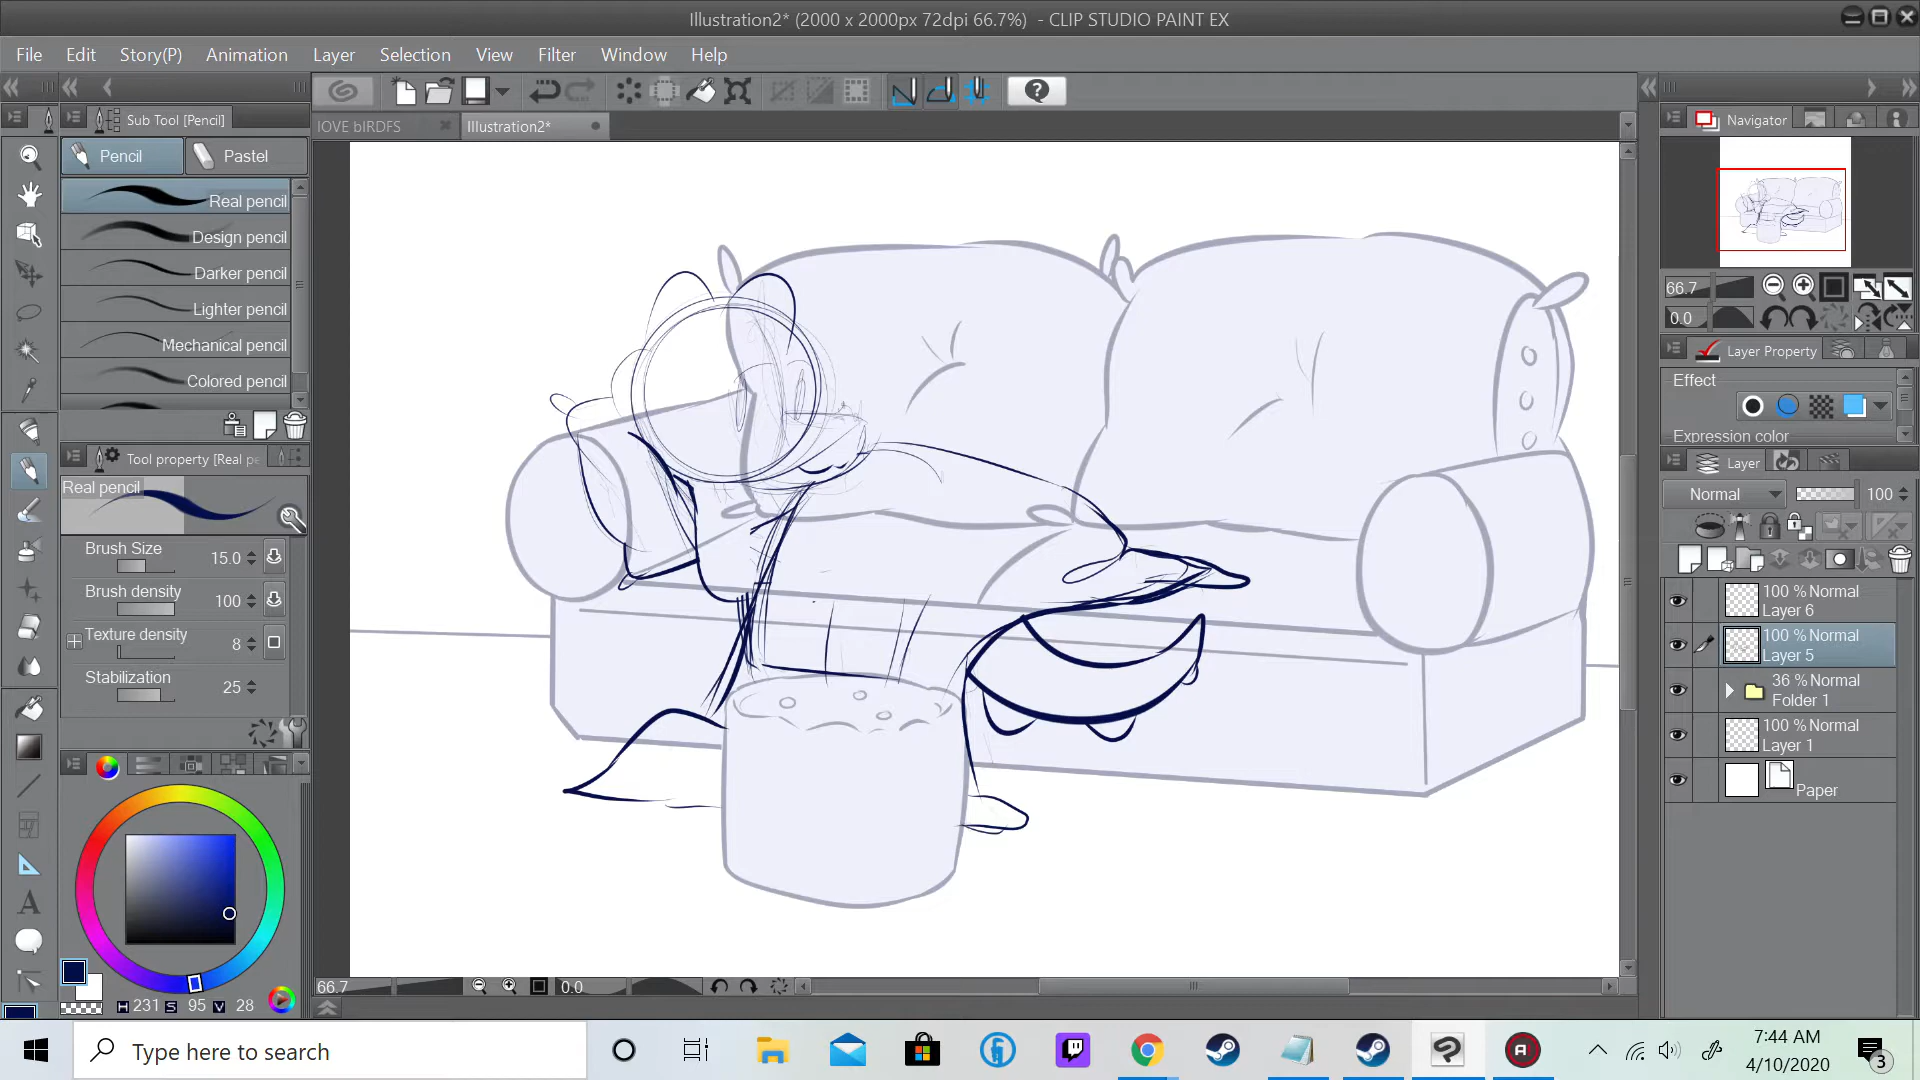 Illustration2* (2000 x 2000px 72dpi 66.7%) - CLIP STUDIO PAINT EX
File Edit Story(P) Animation Layer Selection View Filter Window Help
Sub Tool [Pencil]
IOVE bIRDFS
Illustration2*
Navigator
Pencil
Pastel
Real pencil
Design pencil
Darker pencil
Lighter pencil
Mechanical pencil
Colored pencil
66.7
0.0
Layer Property
Effect
Expression color
Tool property [Real pe
Layer
Real pencil
Normal
100
Brush Size
15.0
Brush density
100
Texture density
8
Stabilization
25
100 % Normal
Layer 6
100 % Normal
Layer 5
36 % Normal
Folder 1
100 % Normal
Layer 1
Paper
H 231 S 95 V 28
66.7
0.0
Type here to search
7:44 AM
4/10/2020
3